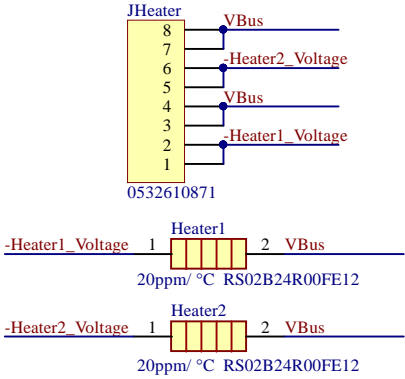 JHeater
VBus
8
7
-Heater2_Voltage
6
5
VBus
4
3
-Heater1_Voltage
2
1
0532610871
Heater1
-Heater1_Voltage 1 2 VBus
20ppm/ °C RS02B24R00FE12
Heater2
-Heater2_Voltage 1 2 VBus
20ppm/ °C RS02B24R00FE12